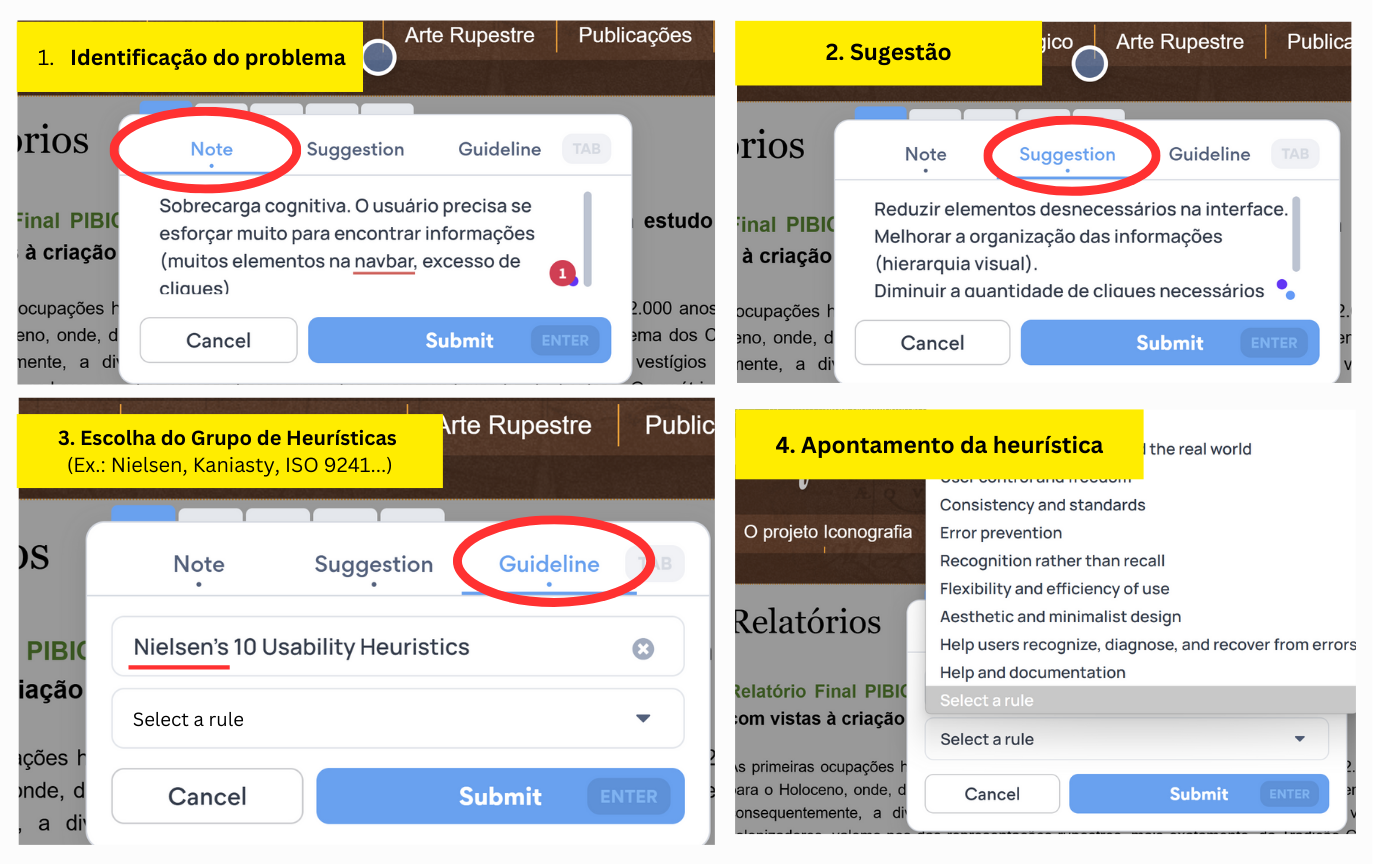 1. Identificação do problema
Arte Rupestre
Publicações
órios
Note
Suggestion
Guideline
TAB
Final PIBIC
estudo
à criação
Sobrecarga cognitiva. O usuário precisa se
esforçar muito para encontrar informações
(muitos elementos na navbar, excesso de
cliques)
1
ocupações h
2.000 anos
eno, onde, d
ema dos C
mente, a di
vestígios
Cancel
Submit
ENTER
2. Sugestão
gico
Arte Rupestre
Publica
rios
Note
Suggestion
Guideline
TAB
Final PIBI
à criação
Reduzir elementos desnecessários na interface.
Melhorar a organização das informações
(hierarquia visual).
Diminuir a quantidade de cliques necessários
ocupações h
eno, onde, d
mente, a di
Cancel
Submit
ENTER
3. Escolha do Grupo de Heurísticas
(Ex.: Nielsen, Kaniasty, ISO 9241...)
Arte Rupestre
Public
os
Note
Suggestion
Guideline
TAB
PIBIC
iação
Nielsen's 10 Usability Heuristics
Select a rule
ações h
onde, d
, a div
Cancel
Submit
ENTER
4. Apontamento da heurística
d the real world
User control and freedom
Consistency and standards
Error prevention
Recognition rather than recall
Flexibility and efficiency of use
Aesthetic and minimalist design
Help users recognize, diagnose, and recover from errors
Help and documentation
Select a rule
O projeto Iconografia
Relatórios
Relatório Final PIBIC
com vistas à criação
Select a rule
As primeiras ocupações h
para o Holoceno, onde, d
consequentemente, a di
Cancel
Submit
ENTER